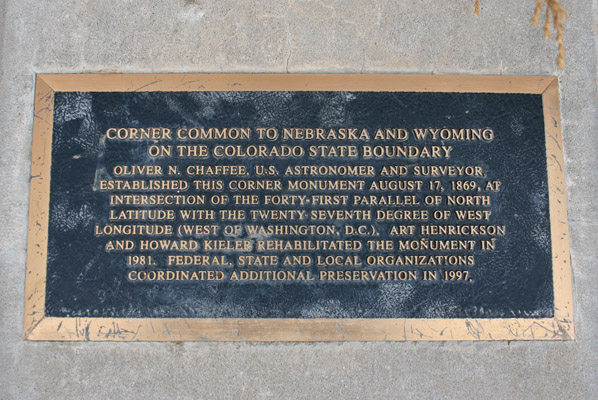 CORNER COMMON TO NEBRASKA AND WYOMING
ON THE COLORADO STATE BOUNDARY
OLIVER N. CHAFFEE, U.S. ASTRONOMER AND SURVEYOR,
ESTABLISHED THIS CORNER MONUMENT AUGUST 17, 1869, AT
INTERSECTION OF THE FORTY-FIRST PARALLEL OF NORTH
LATITUDE WITH THE TWENTY-SEVENTH DEGREE OF WEST
LONGITUDE (WEST OF WASHINGTON, D.C.). ART HENRICKSON
AND HOWARD KIELER REHABILITATED THE MONUMENT IN
1981. FEDERAL, STATE AND LOCAL ORGANIZATIONS
COORDINATED ADDITIONAL PRESERVATION IN 1997.